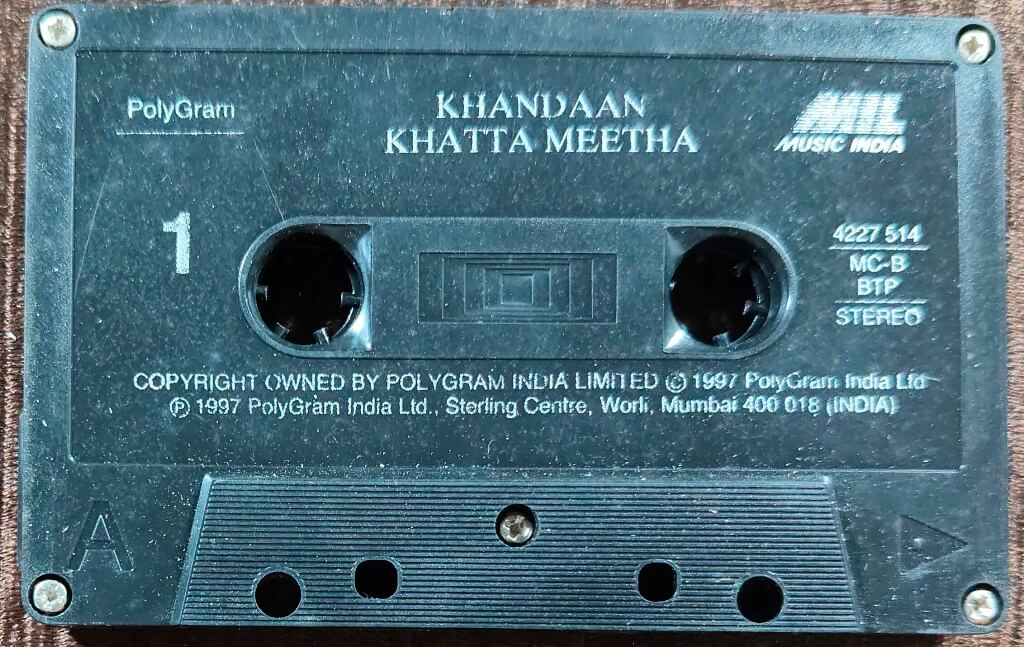 PolyGram
KHANDAAN
KHATTA MEETHA
MIL
MUSIC INDIA
1
4227 514
MC-B
BTP
STEREO
COPYRIGHT OWNED BY POLYGRAM INDIA LIMITED © 1997 PolyGram India Ltd
℗ 1997 PolyGram India Ltd., Sterling Centre, Worli, Mumbai 400 018 (INDIA)
A